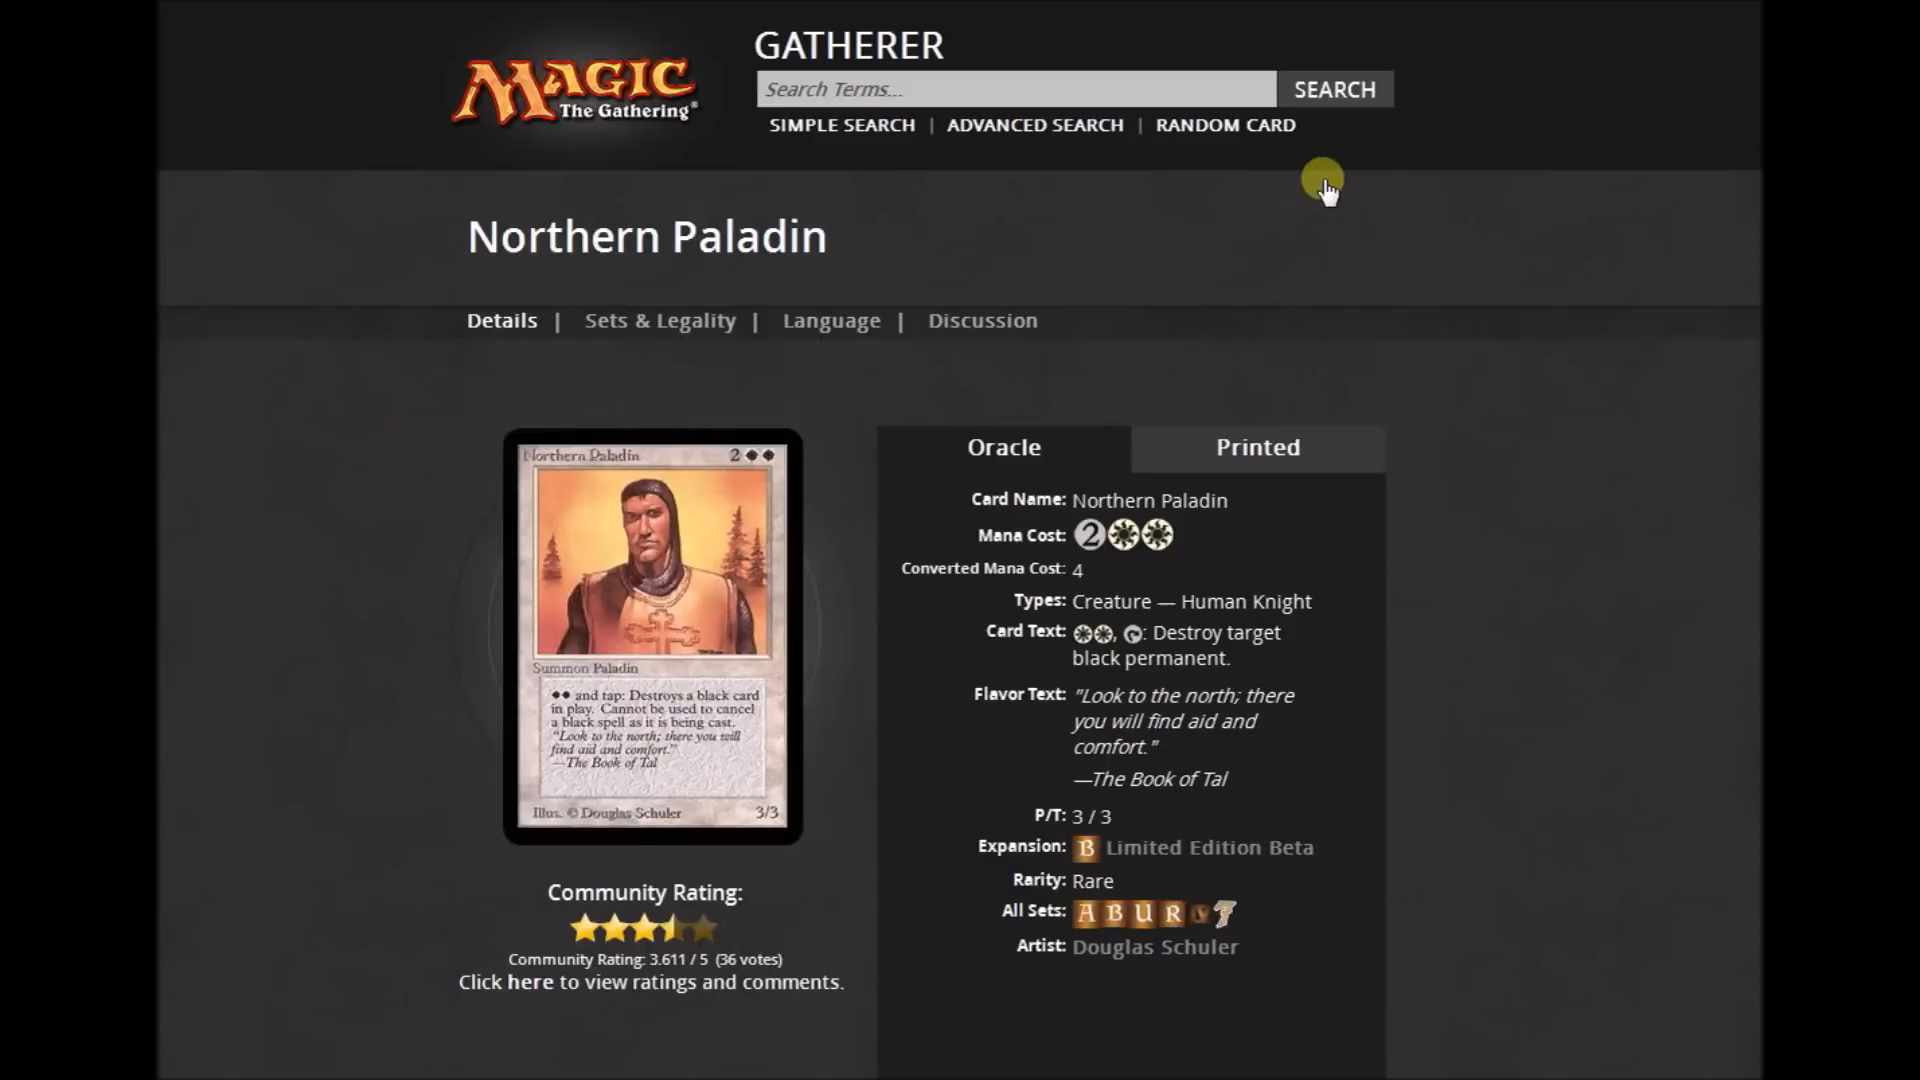 MAGIC
The Gathering®
GATHERER
Search Terms...
SEARCH
SIMPLE SEARCH | ADVANCED SEARCH | RANDOM CARD
Northern Paladin
Details | Sets & Legality | Language | Discussion
Northern Paladin 2
Summon Paladin
and tap: Destroys a black card
in play. Cannot be used to cancel
a black spell as it is being cast.
"Look to the north; there you will
find aid and comfort."
—The Book of Tal
Illus. © Douglas Schuler 3/3
Community Rating:
Community Rating: 3.611 / 5 (36 votes)
Click here to view ratings and comments.
Oracle Printed
Card Name: Northern Paladin
Mana Cost: 2
Converted Mana Cost: 4
Types: Creature — Human Knight
Card Text: , : Destroy target
black permanent.
Flavor Text: "Look to the north; there
you will find aid and
comfort."
—The Book of Tal
P/T: 3 / 3
Expansion: B Limited Edition Beta
Rarity: Rare
All Sets: A B U R
Artist: Douglas Schuler